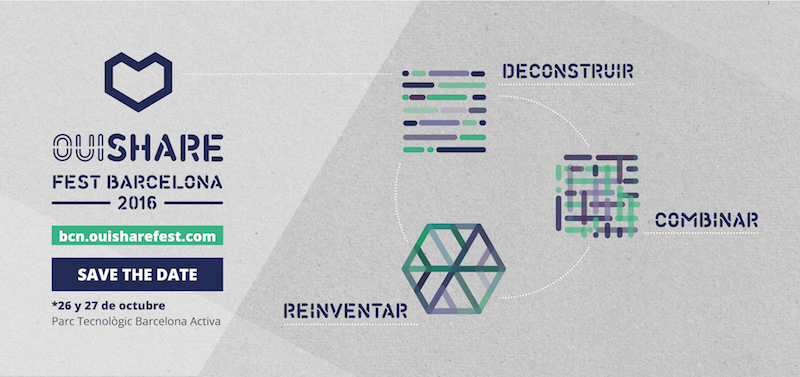 OUISHARE
FEST BARCELONA
2016
bcn.ouisharefest.com
SAVE THE DATE
*26 y 27 de octubre
Parc Tecnològic Barcelona Activa
DECONSTRUIR
COMBINAR
REINVENTAR